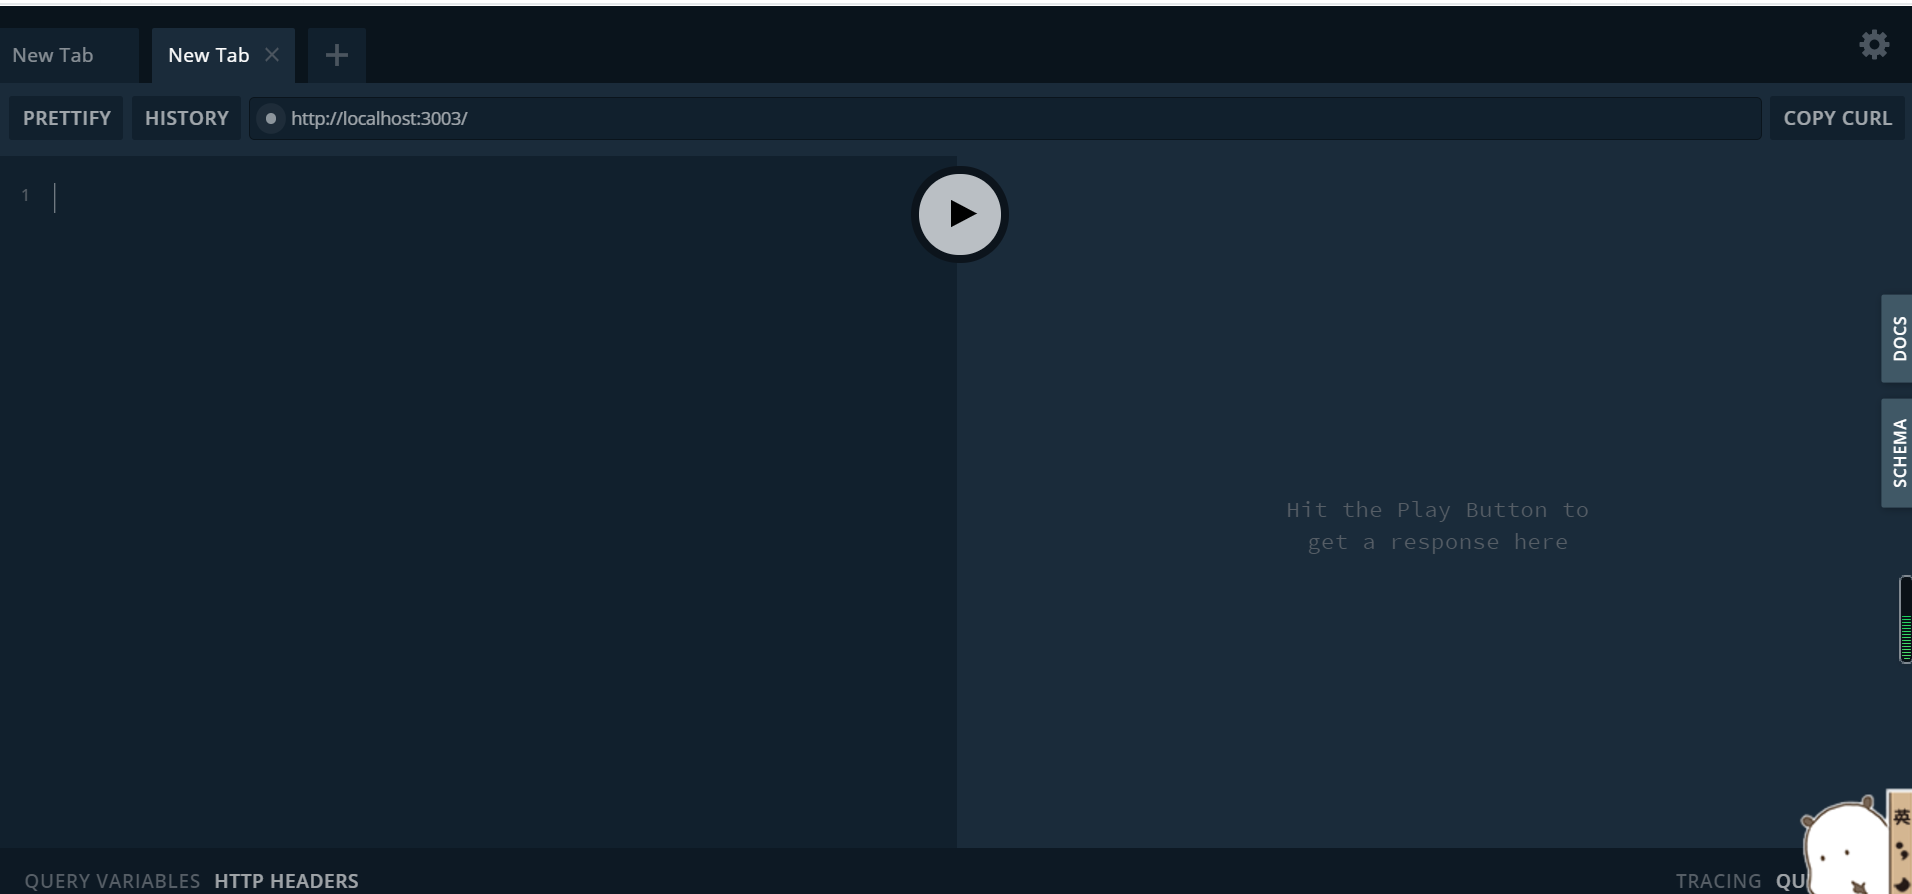 New Tab
New Tab
PRETTIFY
HISTORY
http://localhost:3003/
COPY CURL
1
DOCS
SCHEMA
Hit the Play Button to
get a response here
英
QUERY VARIABLES
HTTP HEADERS
TRACING
QU